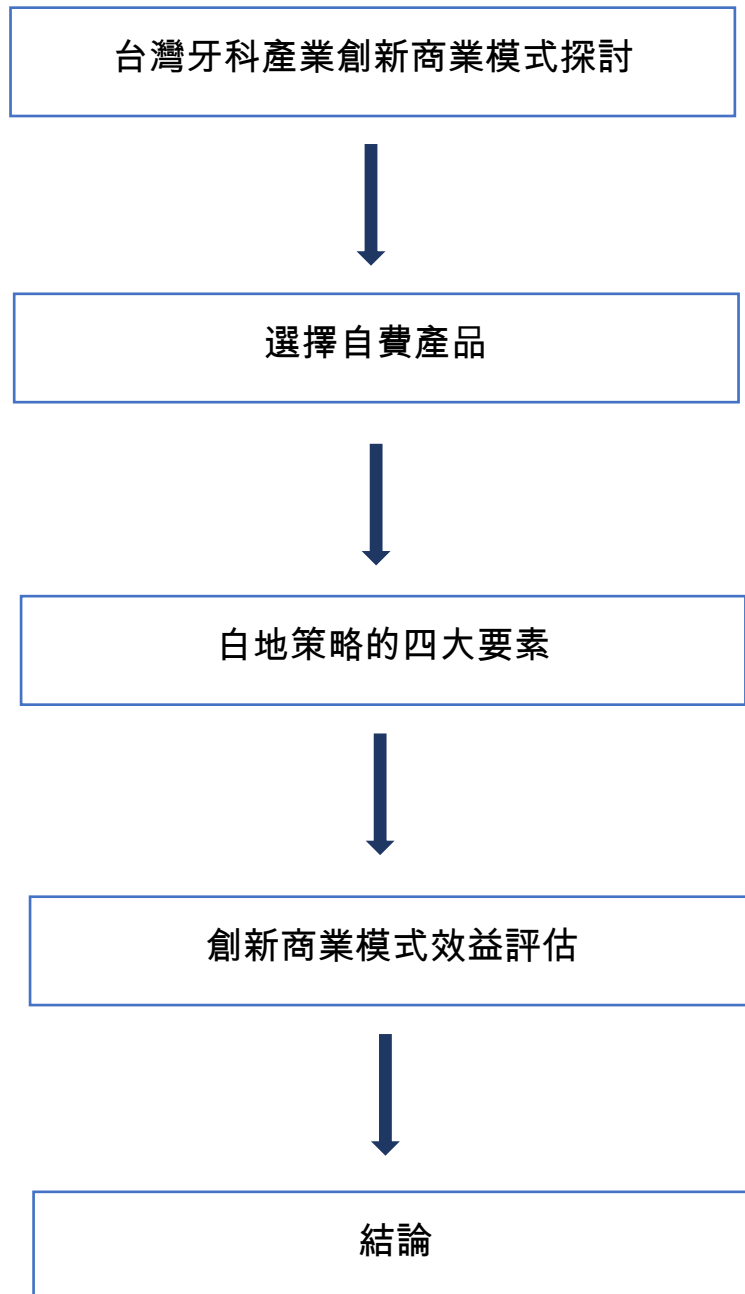 台灣牙科產業創新商業模式探討
選擇自費產品
白地策略的四大要素
創新商業模式效益評估
結論